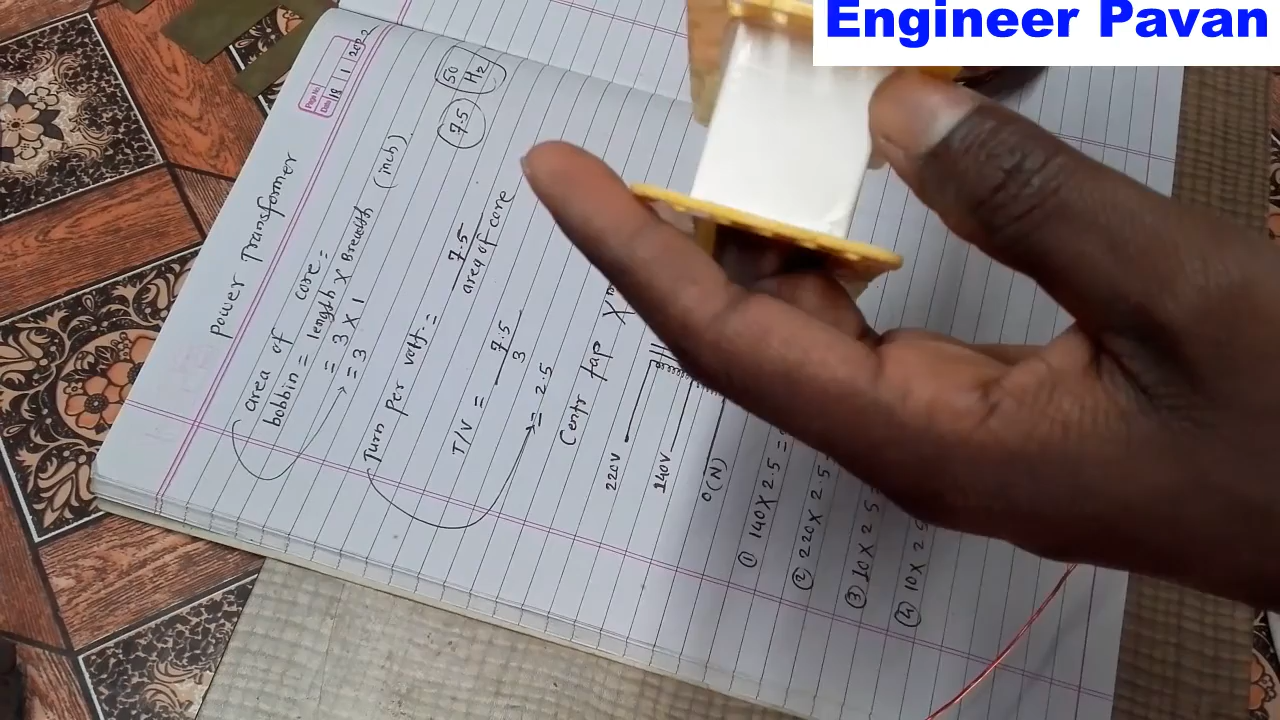 Engineer Pavan
Page No.
Date 18 1 2022
Power Transformer
area of core =
bobbin = length X Breadth (inch)
= 3 X 1
= 3
Turn Per volt. = 7.5
area of core
7.5
50
Hz
T/V = 7.5
3
= 2.5
Centr tap X
220V
140V
0(N)
① 140 X 2.5 =
② 220 X 2.5 =
③ 10 X 2 5 =
④ 10 X 2